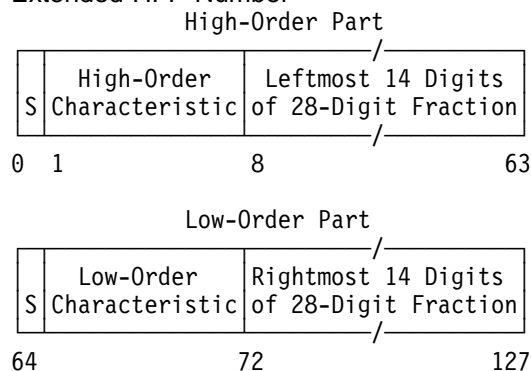 Extended HFP Number
High-Order Part
High-Order Leftmost 14 Digits
S Characteristic of 28-Digit Fraction
0 1 8 63
Low-Order Part
Low-Order Rightmost 14 Digits
S Characteristic of 28-Digit Fraction
64 72 127